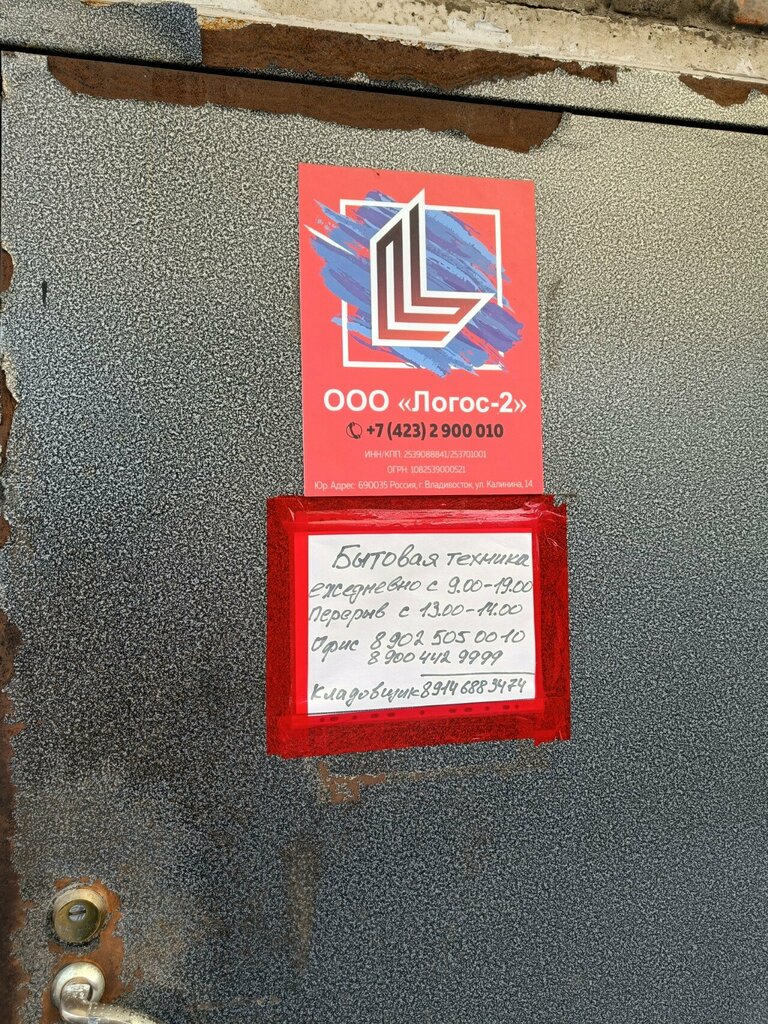 ООО «Логос-2»
+7 (423) 2 900 010
ИНН/КПП: 2539088841/253701001
ОГРН: 1082539000521
Юр. Адрес: 690035 Россия, г. Владивосток, ул. Калинина, 14.
Бытовая техника
ежедневно с 9.00-19.00
Перерыв с 13.00-14.00
Офис 8 902 505 00 10
8 900 442 9999
Кладовщик 8914 688 3474